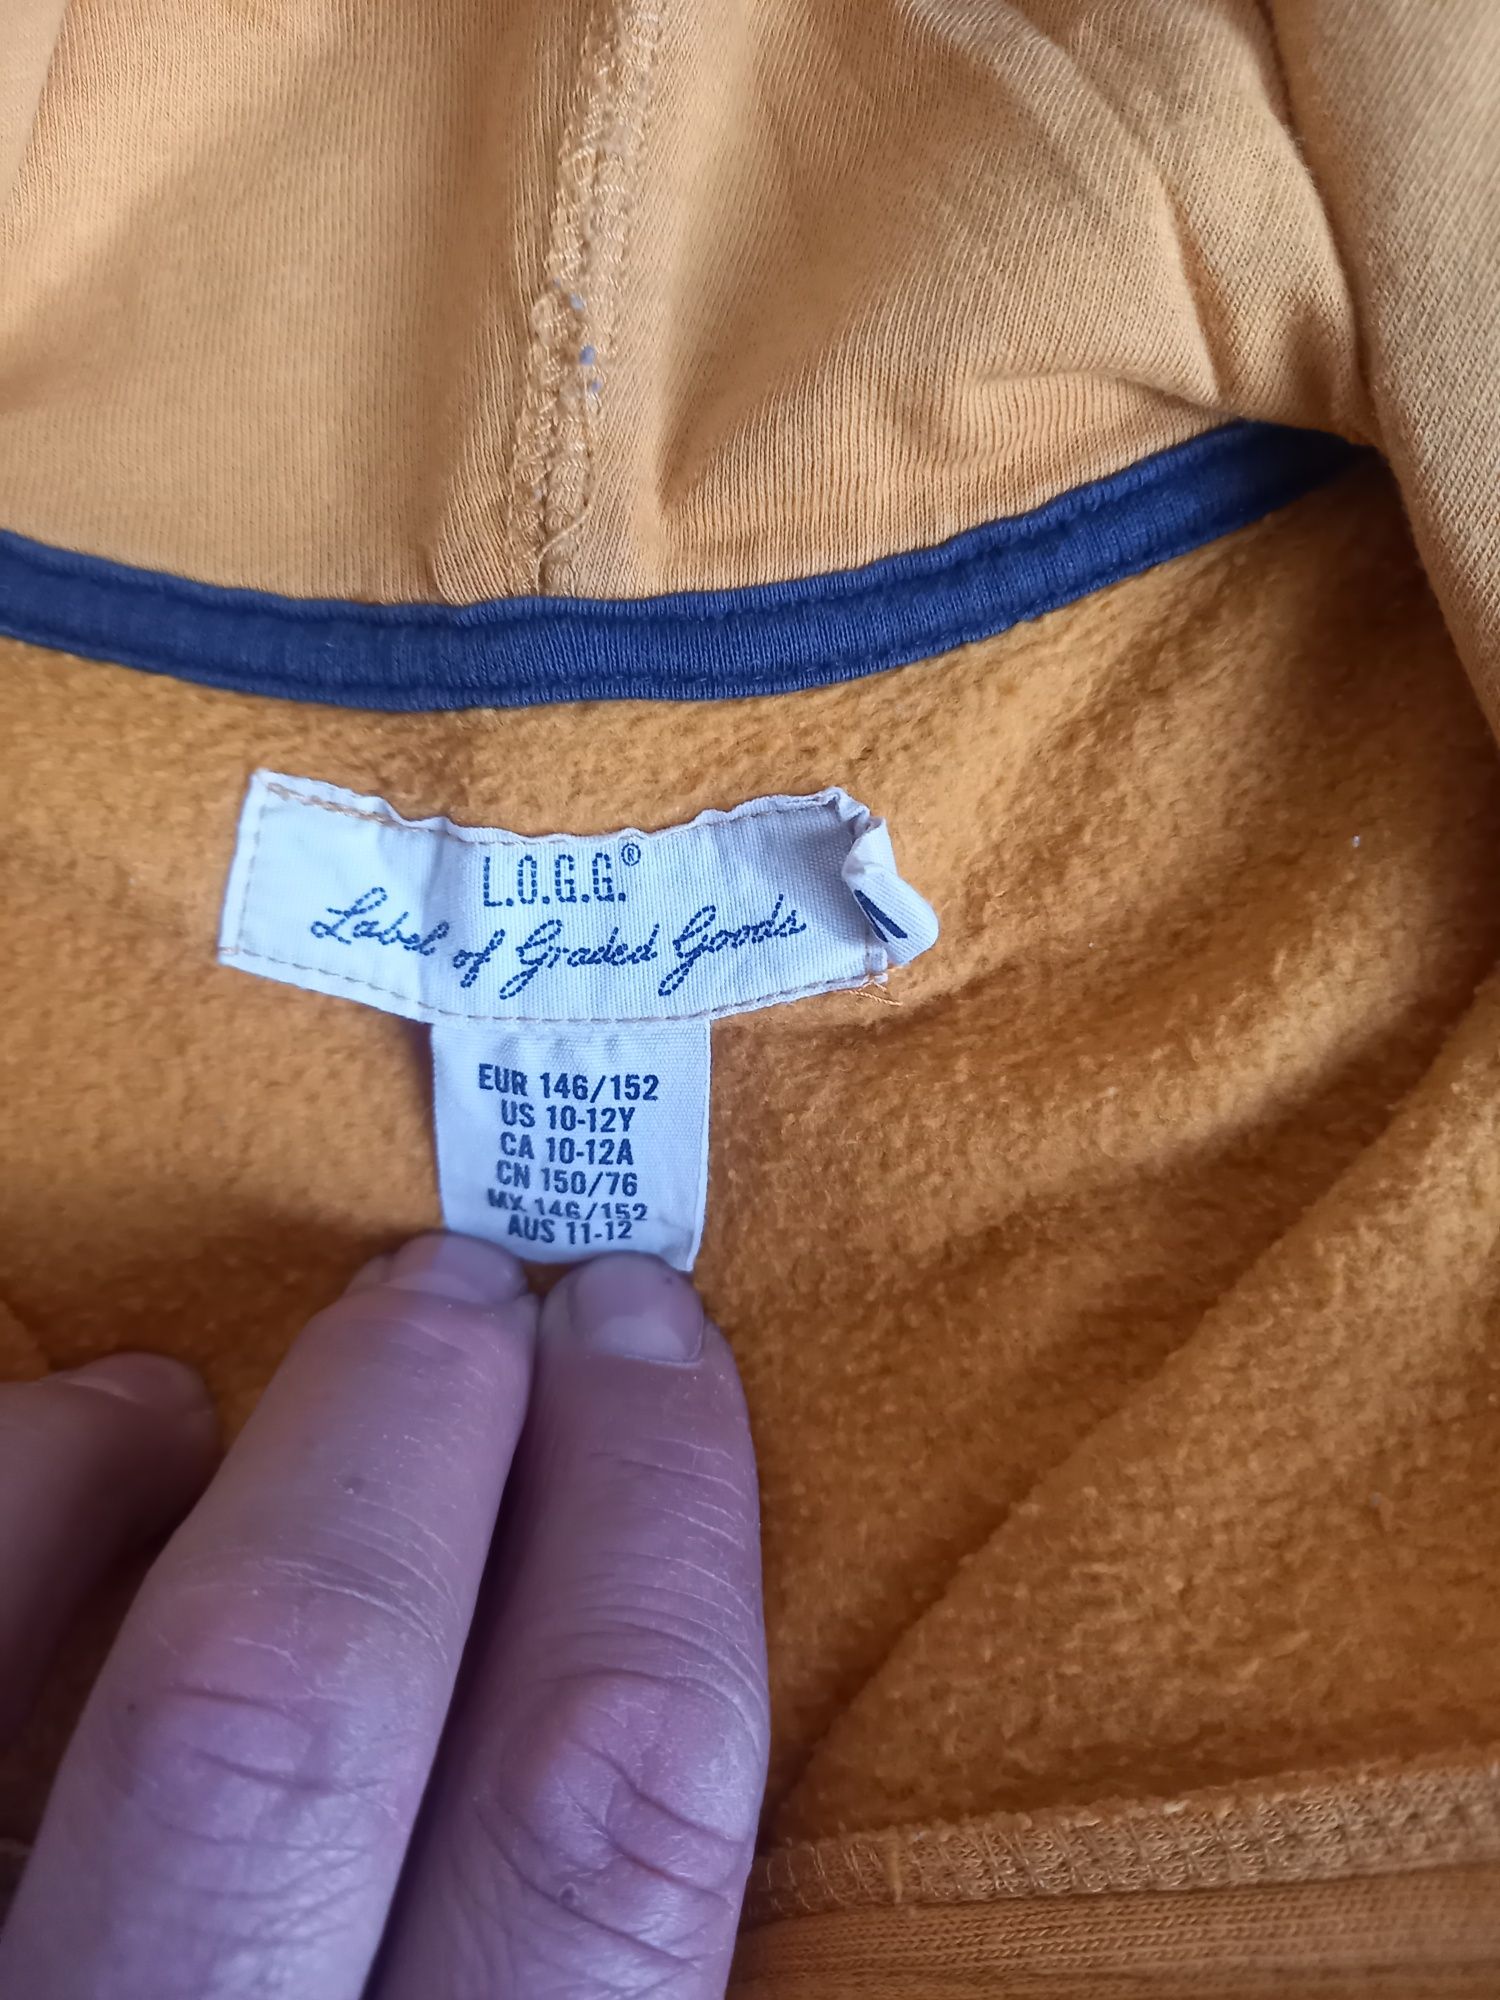 L.O.G.G.®
Label of Graded Goods
EUR 146/152
US 10-12Y
CA 10-12A
CN 150/76
MX 146/152
AUS 11-12